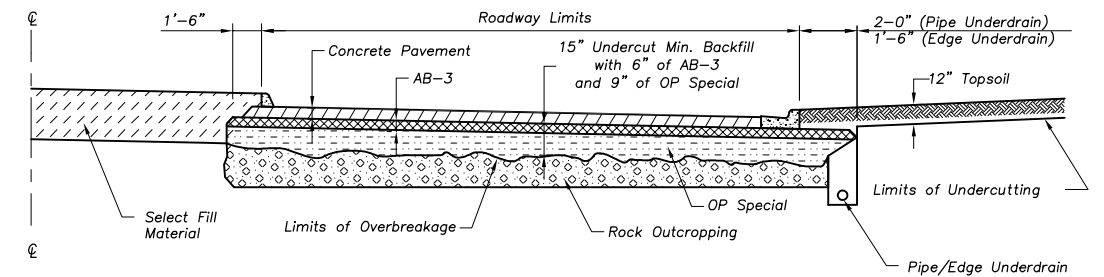 ℄
1'-6"
Roadway Limits
2-0" (Pipe Underdrain)
1'-6" (Edge Underdrain)
Concrete Pavement
AB-3
15" Undercut Min. Backfill
with 6" of AB-3
and 9" of OP Special
12" Topsoil
Select Fill
Material
Limits of Overbreakage
OP Special
Rock Outcropping
Limits of Undercutting
Pipe/Edge Underdrain
℄